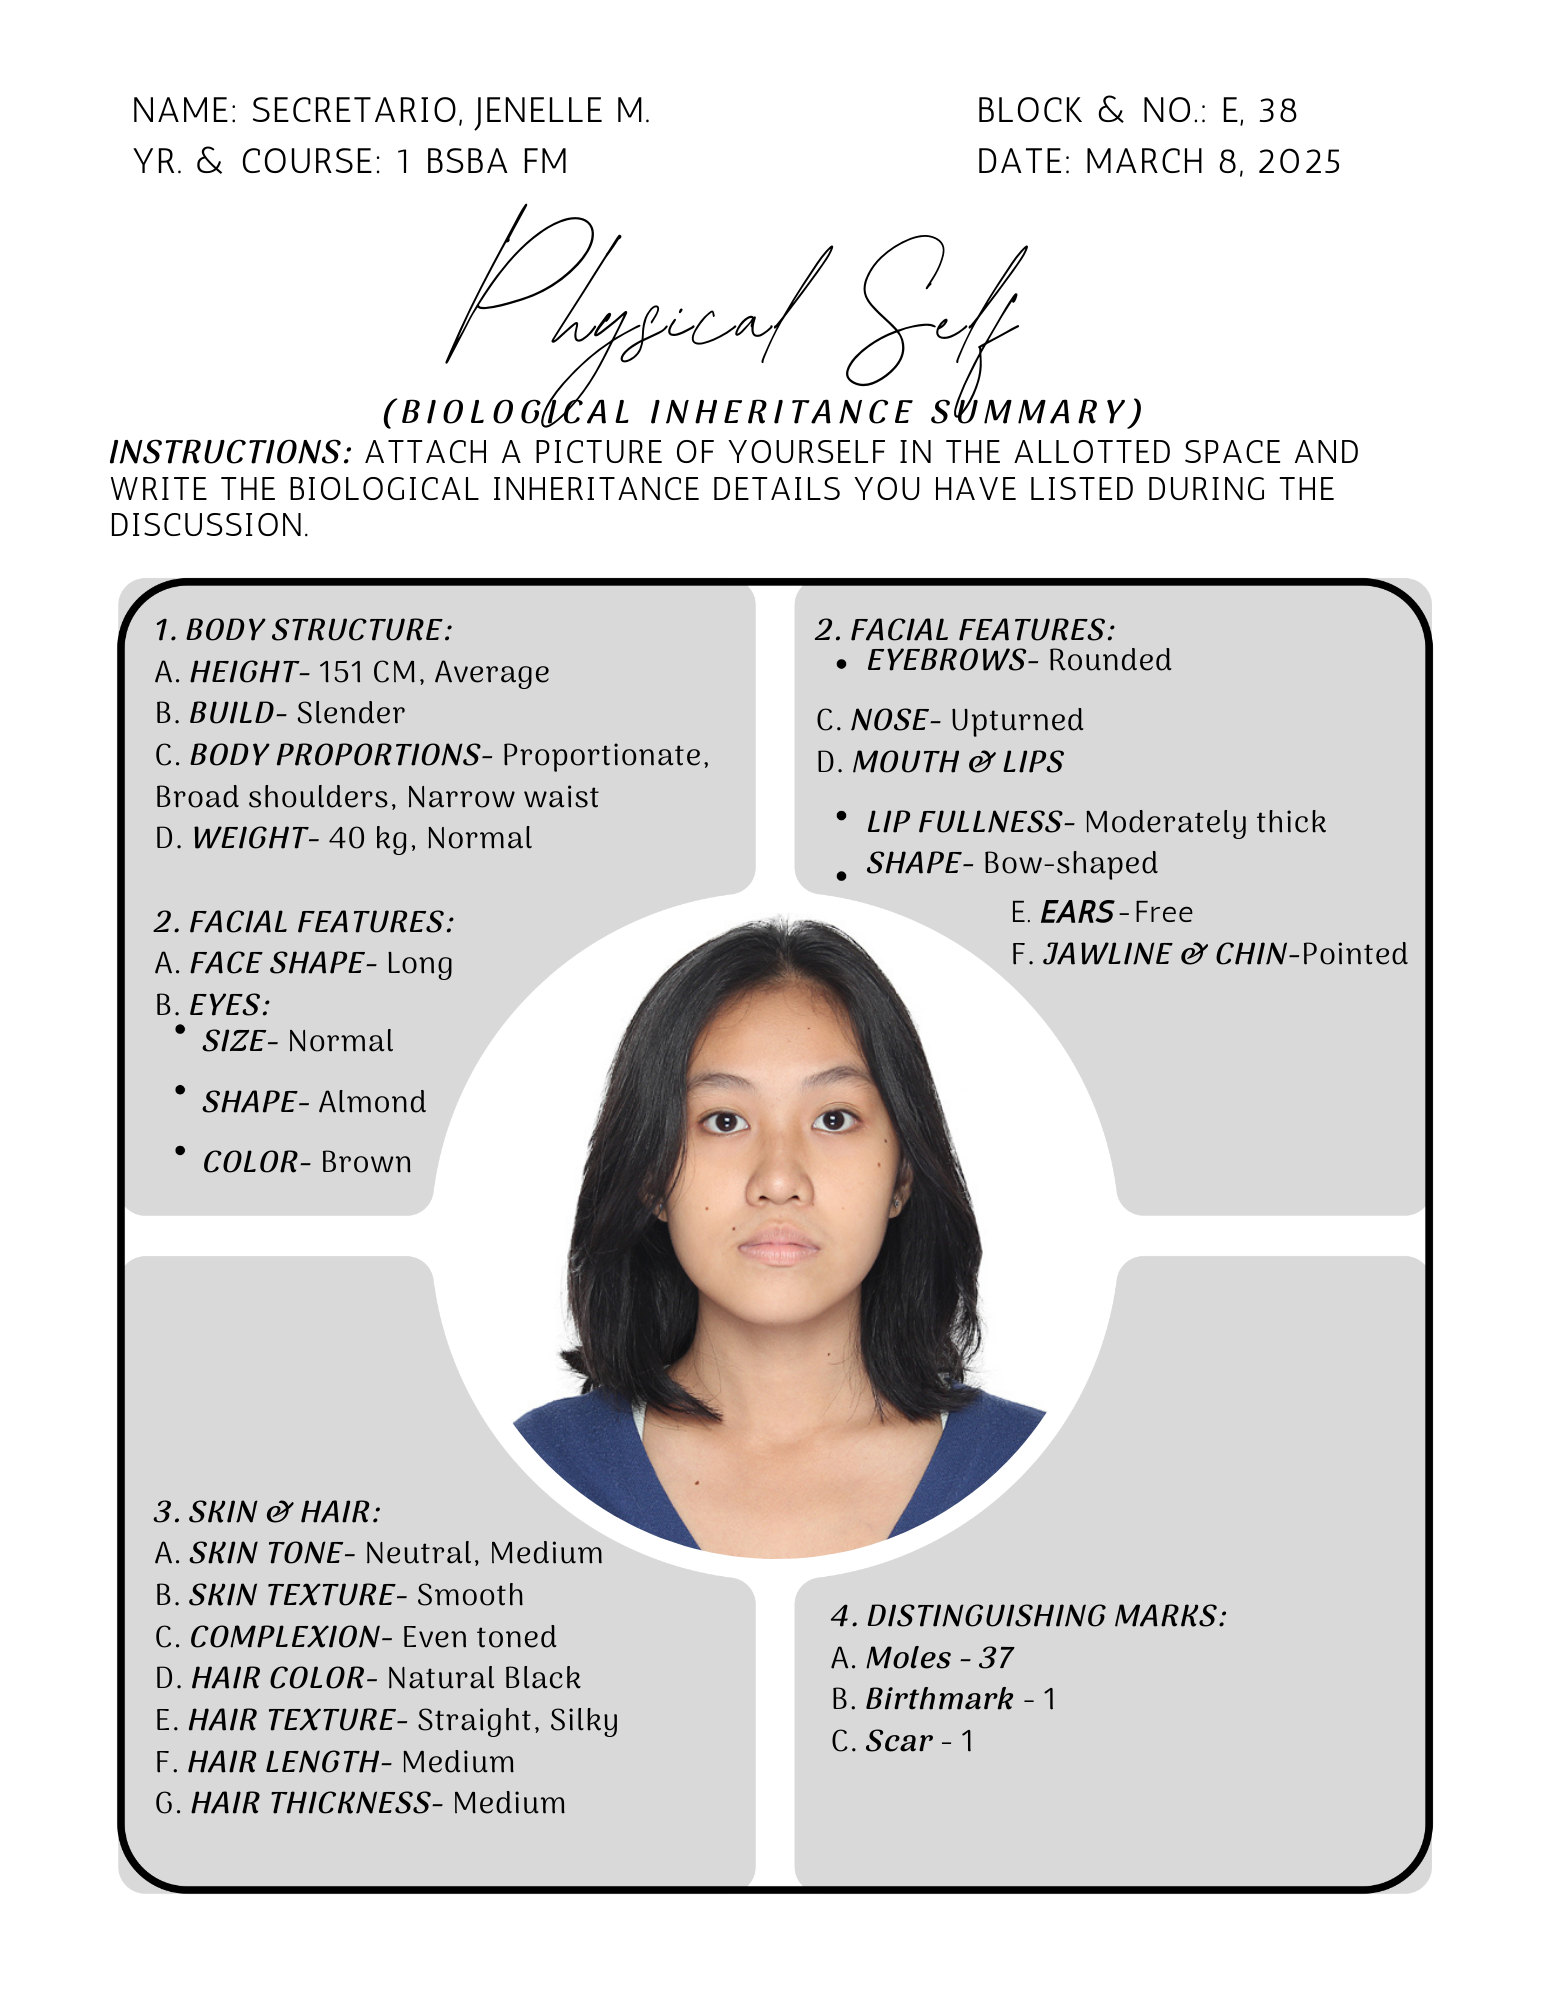 NAME: SECRETARIO, JENELLE M.
BLOCK & NO.: E, 38
YR. & COURSE: 1 BSBA FM
DATE: MARCH 8, 2025
Physical Self
(BIOLOGICAL INHERITANCE SUMMARY)
INSTRUCTIONS: ATTACH A PICTURE OF YOURSELF IN THE ALLOTTED SPACE AND
WRITE THE BIOLOGICAL INHERITANCE DETAILS YOU HAVE LISTED DURING THE
DISCUSSION.
1. BODY STRUCTURE:
A. HEIGHT- 151 CM, Average
B. BUILD- Slender
C. BODY PROPORTIONS- Proportionate,
Broad shoulders, Narrow waist
D. WEIGHT- 40 kg, Normal
2. FACIAL FEATURES:
A. FACE SHAPE- Long
B. EYES:
• SIZE- Normal
• SHAPE- Almond
• COLOR- Brown
2. FACIAL FEATURES:
• EYEBROWS- Rounded
C. NOSE- Upturned
D. MOUTH & LIPS
• LIP FULLNESS- Moderately thick
• SHAPE- Bow-shaped
E. EARS -Free
F. JAWLINE & CHIN-Pointed
3. SKIN & HAIR:
A. SKIN TONE- Neutral, Medium
B. SKIN TEXTURE- Smooth
C. COMPLEXION- Even toned
D. HAIR COLOR- Natural Black
E. HAIR TEXTURE- Straight, Silky
F. HAIR LENGTH- Medium
G. HAIR THICKNESS- Medium
4. DISTINGUISHING MARKS:
A. Moles - 37
B. Birthmark - 1
C. Scar - 1